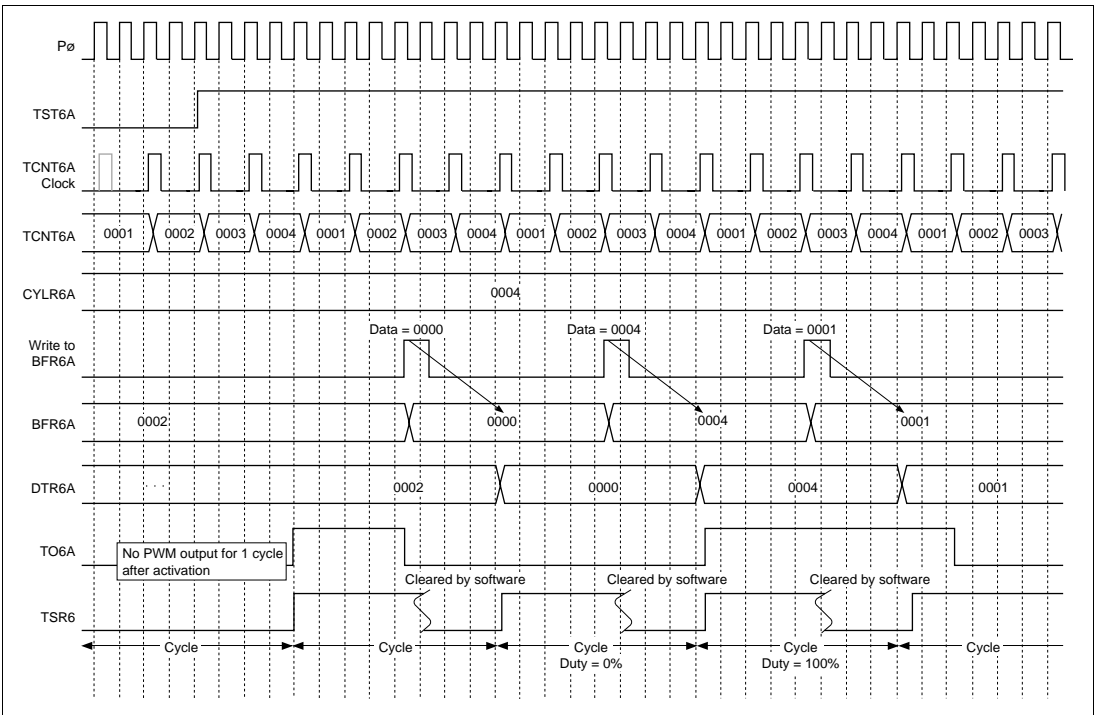 Pø
TST6A
TCNT6A
Clock
TCNT6A
0001 0002 0003 0004 0001 0002 0003 0004 0001 0002 0003 0004 0001 0002 0003 0004 0001 0002 0003
CYLR6A
0004
Data = 0000 Data = 0004 Data = 0001
Write to
BFR6A
BFR6A
0002 0000 0004 0001
DTR6A
. . . 0002 0000 0004 0001
TO6A
No PWM output for 1 cycle
after activation
Cleared by software Cleared by software Cleared by software
TSR6
Cycle Cycle Cycle Cycle Cycle
Duty = 0% Duty = 100%